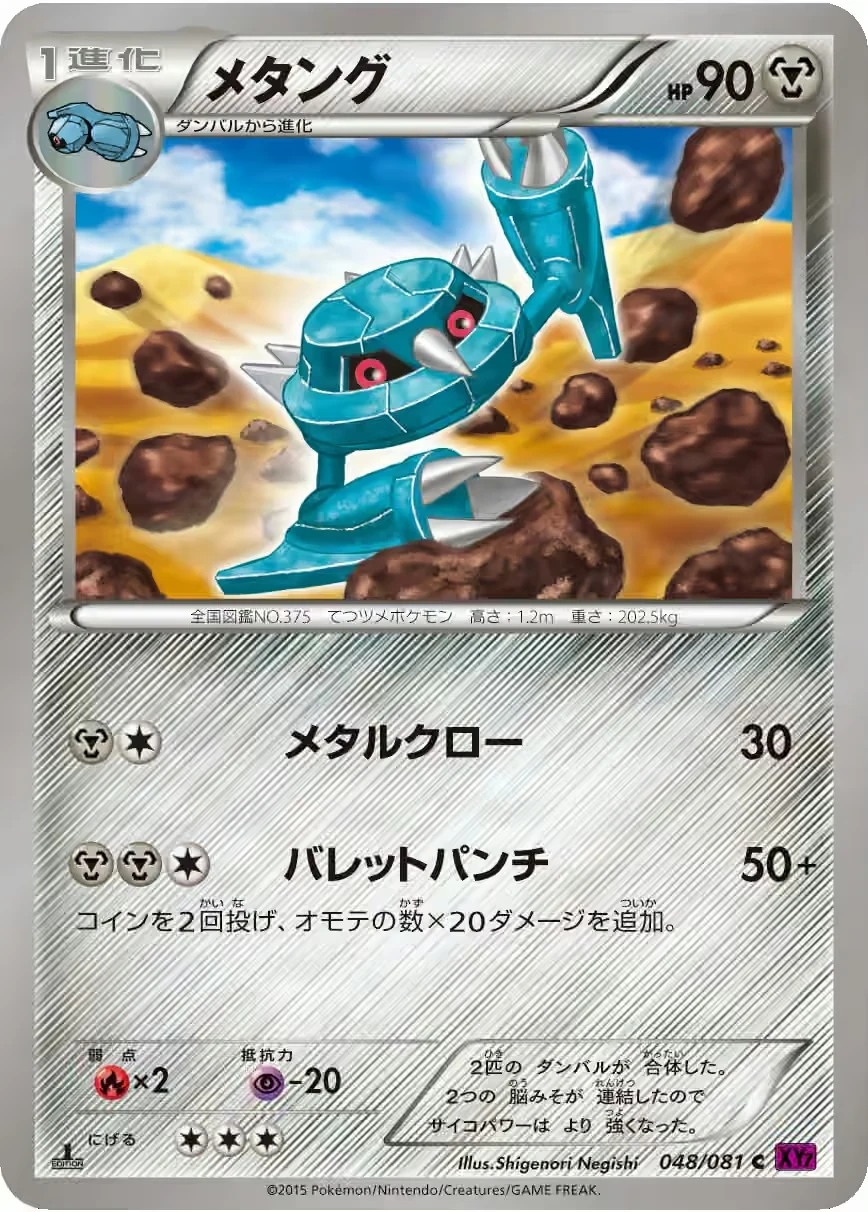 1進化
メタング
HP90
ダンバルから進化
全国図鑑NO.375 てつツメポケモン 高さ:1.2m 重さ:202.5kg
メタルクロー 30
バレットパンチ 50+
コインを2回投げ、オモテの数×20ダメージを追加。
弱点 抵抗力
×2 -20
にげる
2匹の ダンバルが 合体した。
2つの 脳みそが 連結したので
サイコパワーは より 強くなった。
1 EDITION
Illus.Shigenori Negishi 048/081 C XY7
©2015 Pokémon/Nintendo/Creatures/GAME FREAK.